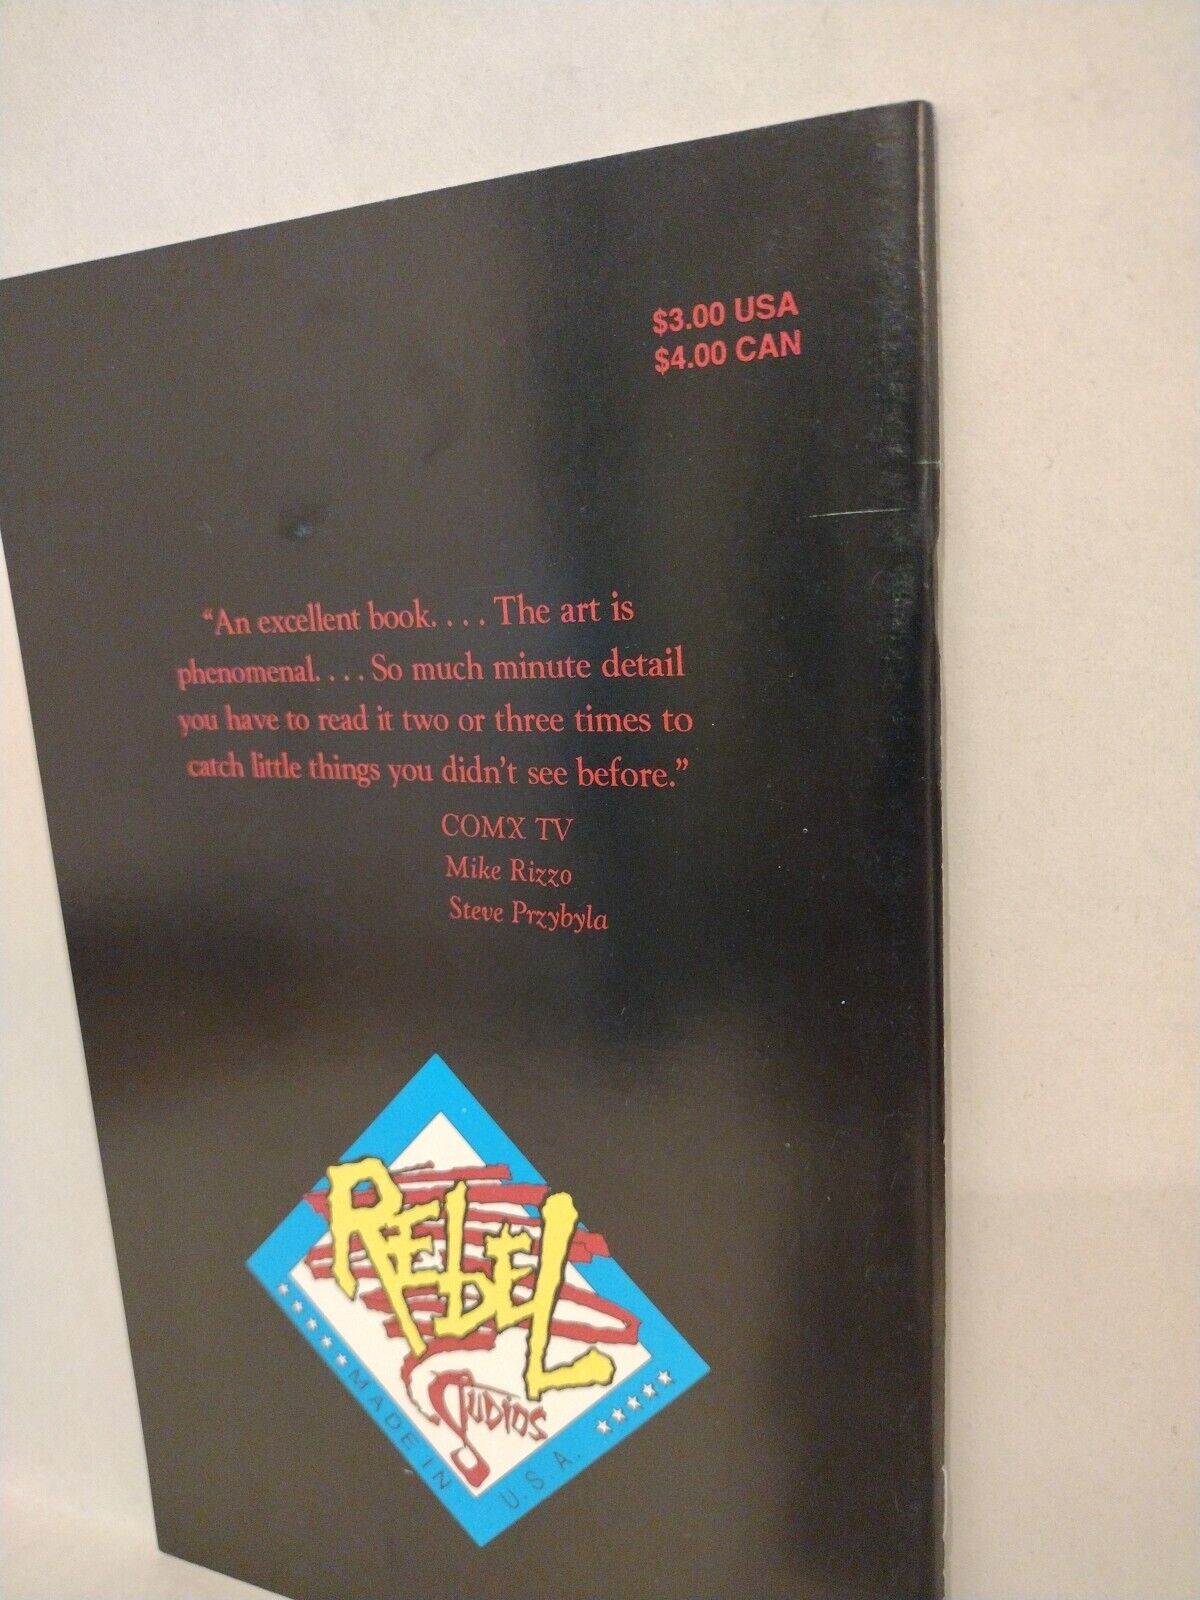 $3.00 USA
$4.00 CAN
“An excellent book. . . . The art is
phenomenal. . . . So much minute detail
you have to read it two or three times to
catch little things you didn’t see before.”
COMX TV
Mike Rizzo
Steve Przybyla
REBEL
STUDIOS
MADE IN
U.S.A.